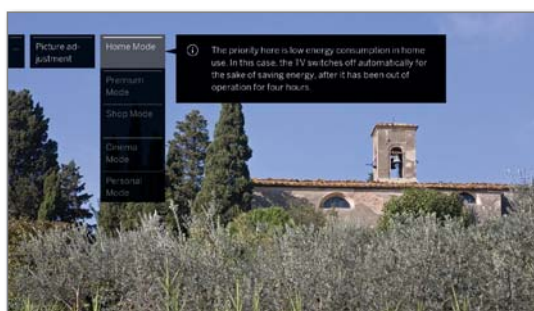 ...
Picture ad-
justment
Home Mode
The priority here is low energy consumption in home
use. In this case, the TV switches off automatically for
the sake of saving energy, after it has been out of
operation for four hours.
Premium
Mode
Shop Mode
Cinema
Mode
Personal
Mode